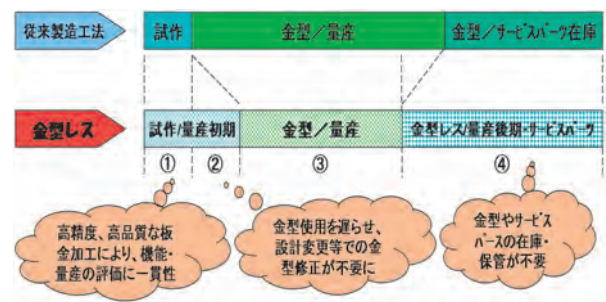 従来製造工法
試作
金型／量産
金型／サービスパーツ在庫
金型レス
試作/量産初期
金型／量産
金型レス/量産後期・サービスパーツ
①
②
③
④
高精度、高品質な板
金加工により、機能・
量産の評価に一貫性
金型使用を遅らせ、
設計変更等での金
型修正が不要に
金型やサービス
パースの在庫・
保管が不要